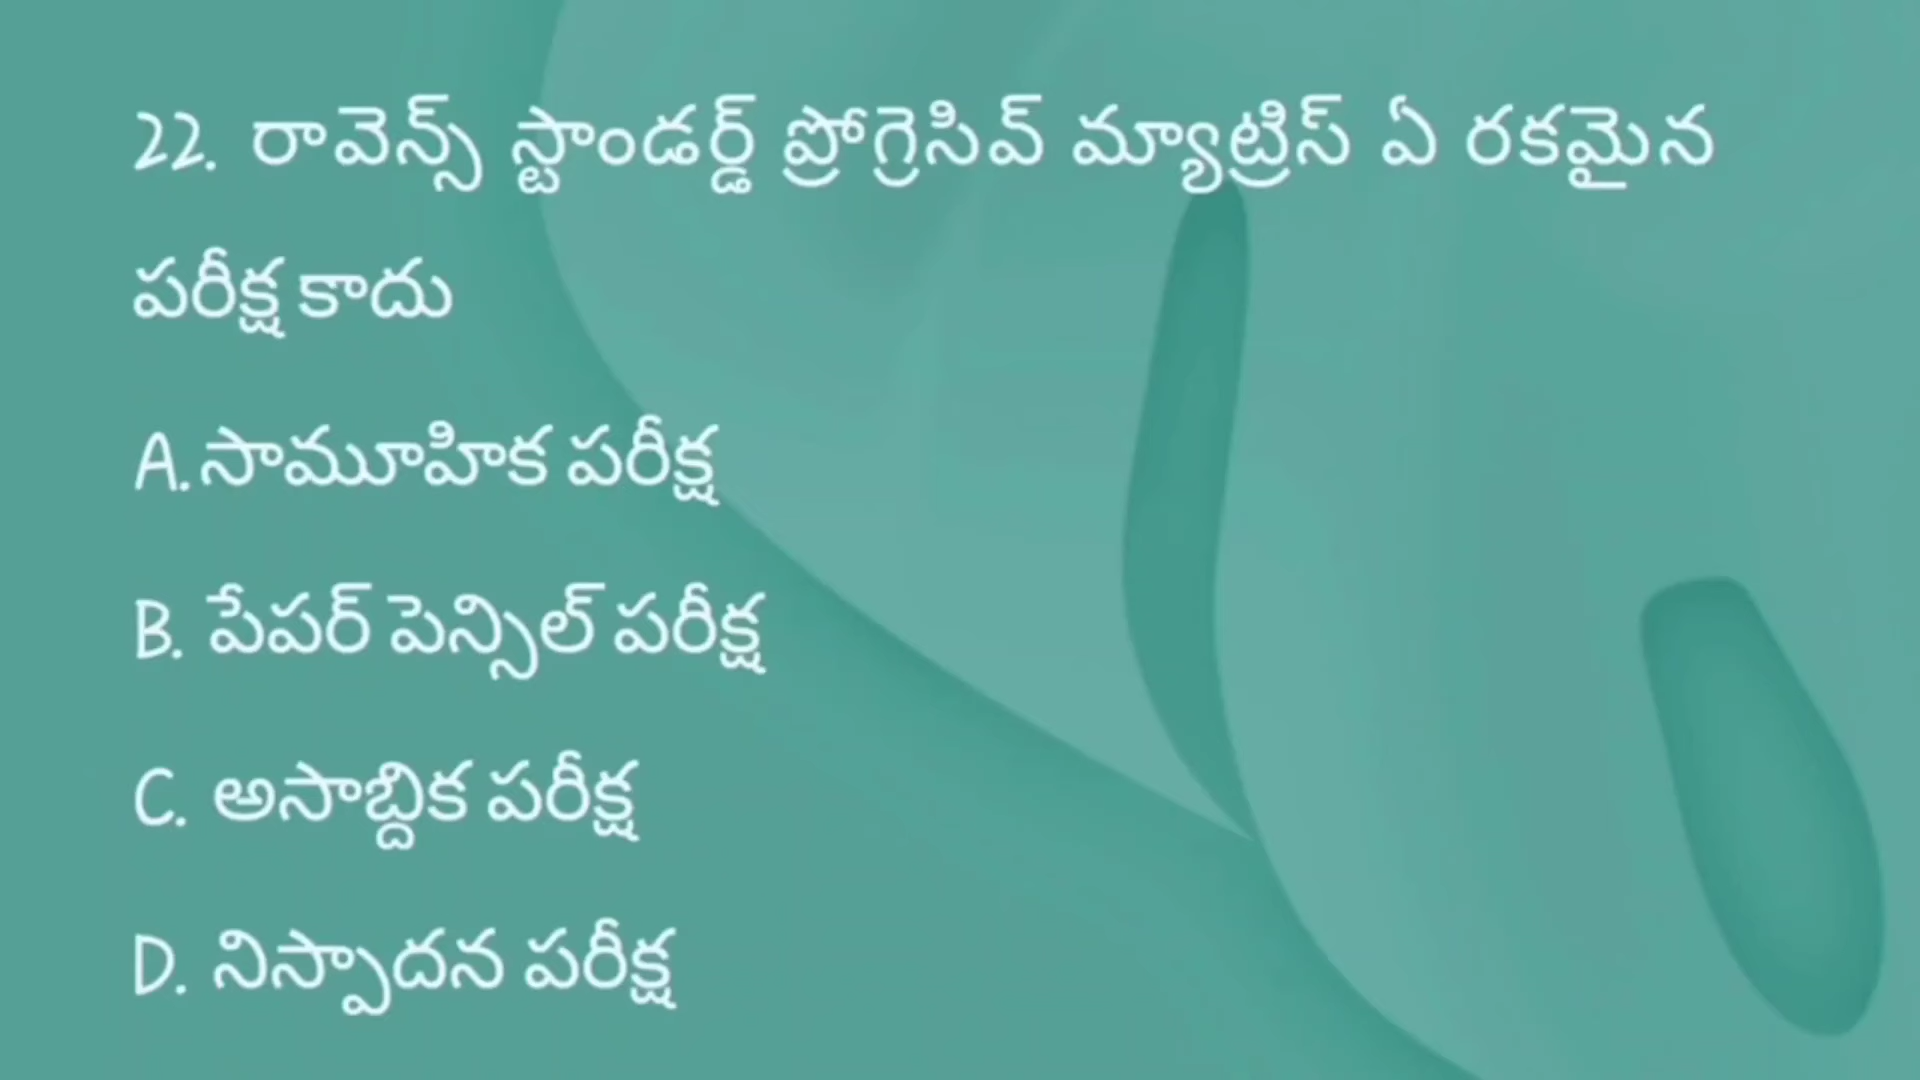 22. రావెన్స్ స్టాండర్డ్ ప్రోగ్రెసివ్ మ్యాట్రిస్ ఏ రకమైన
పరీక్ష కాదు
A.సామూహిక పరీక్ష
B. పేపర్ పెన్సిల్ పరీక్ష
C. అసాబ్దిక పరీక్ష
D. నిస్పాదన పరీక్ష